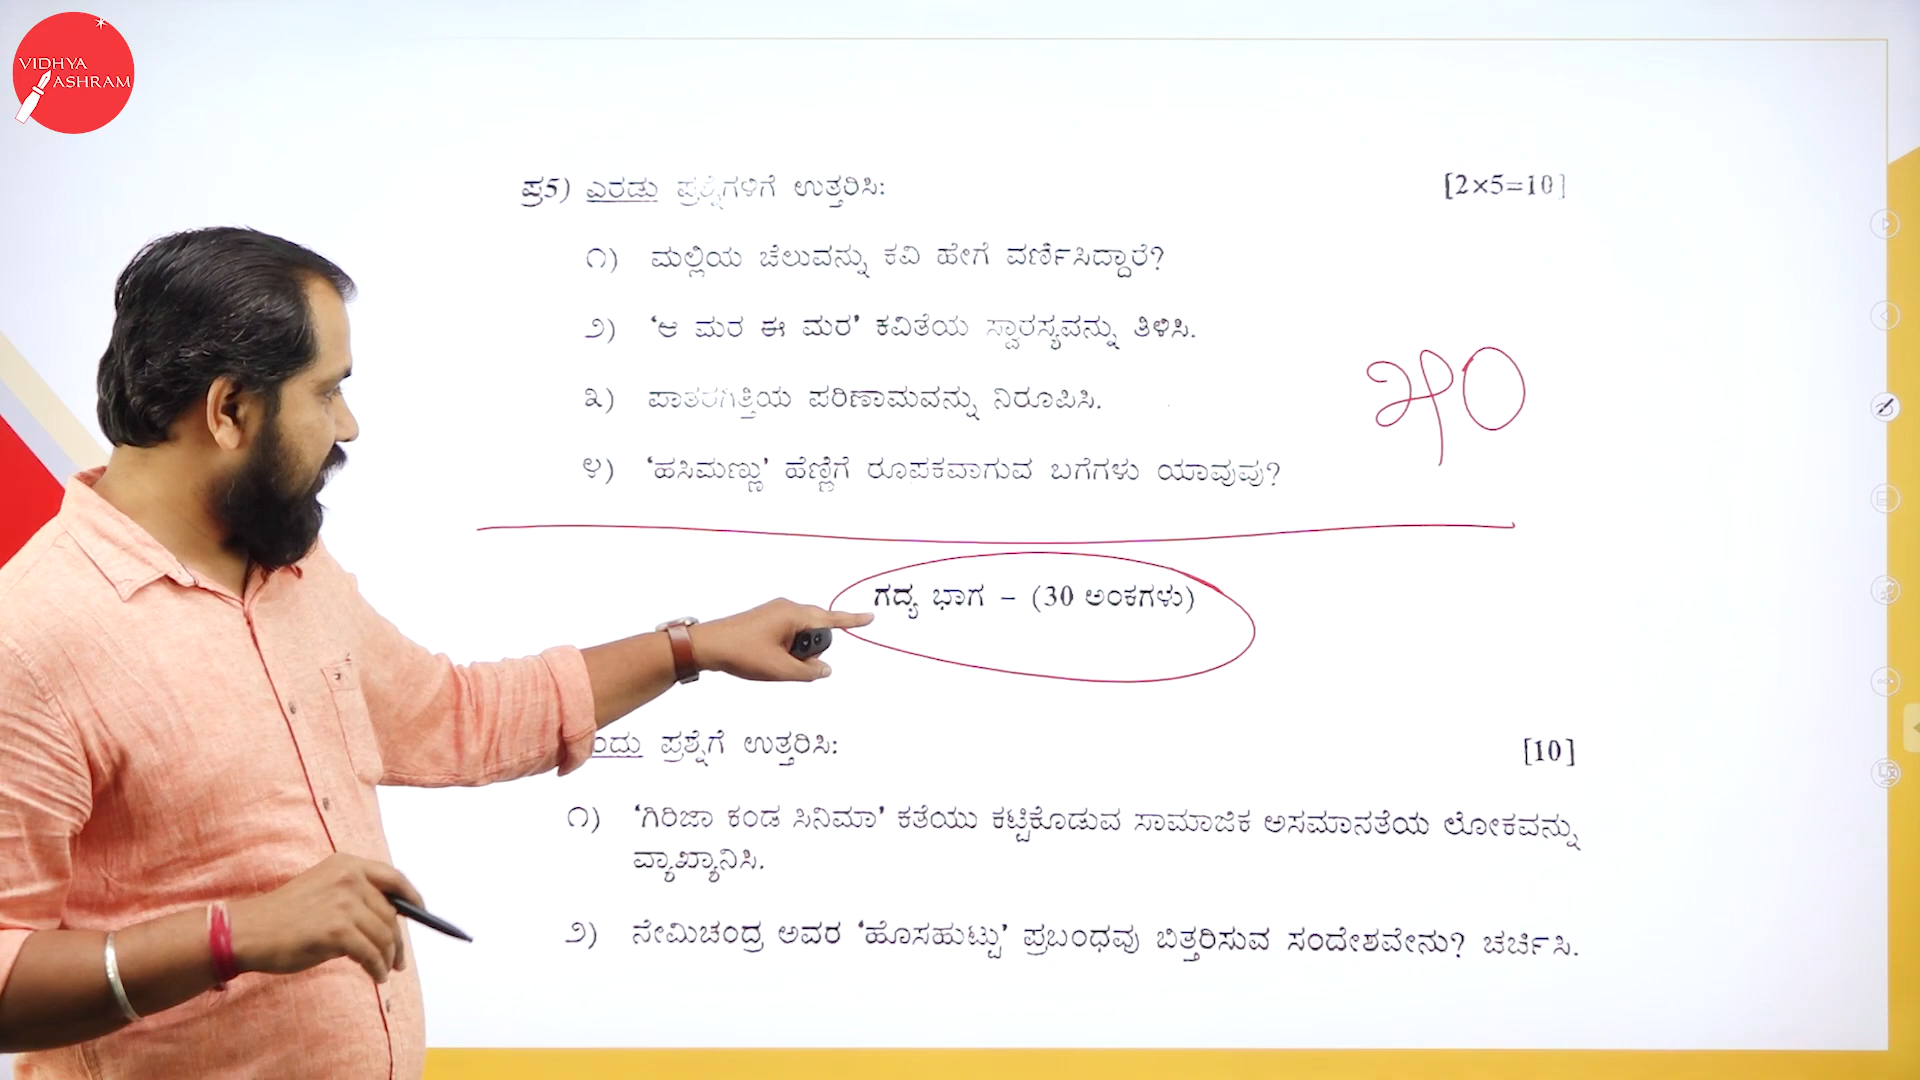 VIDHYA
ASHRAM
ಪ್ರ5) ಎರಡು ಪ್ರಶ್ನೆಗಳಿಗೆ ಉತ್ತರಿಸಿ: [2×5=10]
೧) ಮಲ್ಲಿಯ ಚೆಲುವನ್ನು ಕವಿ ಹೇಗೆ ವರ್ಣಿಸಿದ್ದಾರೆ?
೨) 'ಆ ಮರ ಈ ಮರ' ಕವಿತೆಯ ಸ್ವಾರಸ್ಯವನ್ನು ತಿಳಿಸಿ.
೩) ಪಾತರಗಿತ್ತಿಯ ಪರಿಣಾಮವನ್ನು ನಿರೂಪಿಸಿ.
೪) 'ಹಸಿಮಣ್ಣು' ಹೆಣ್ಣಿಗೆ ರೂಪಕವಾಗುವ ಬಗೆಗಳು ಯಾವುವು?
ಗದ್ಯ ಭಾಗ – (30 ಅಂಕಗಳು)
ಂದು ಪ್ರಶ್ನೆಗೆ ಉತ್ತರಿಸಿ: [10]
೧) 'ಗಿರಿಜಾ ಕಂಡ ಸಿನಿಮಾ' ಕತೆಯು ಕಟ್ಟಿಕೊಡುವ ಸಾಮಾಜಿಕ ಅಸಮಾನತೆಯ ಲೋಕವನ್ನು
ವ್ಯಾಖ್ಯಾನಿಸಿ.
೨) ನೇಮಿಚಂದ್ರ ಅವರ 'ಹೊಸಹುಟ್ಟು' ಪ್ರಬಂಧವು ಬಿತ್ತರಿಸುವ ಸಂದೇಶವೇನು? ಚರ್ಚಿಸಿ.